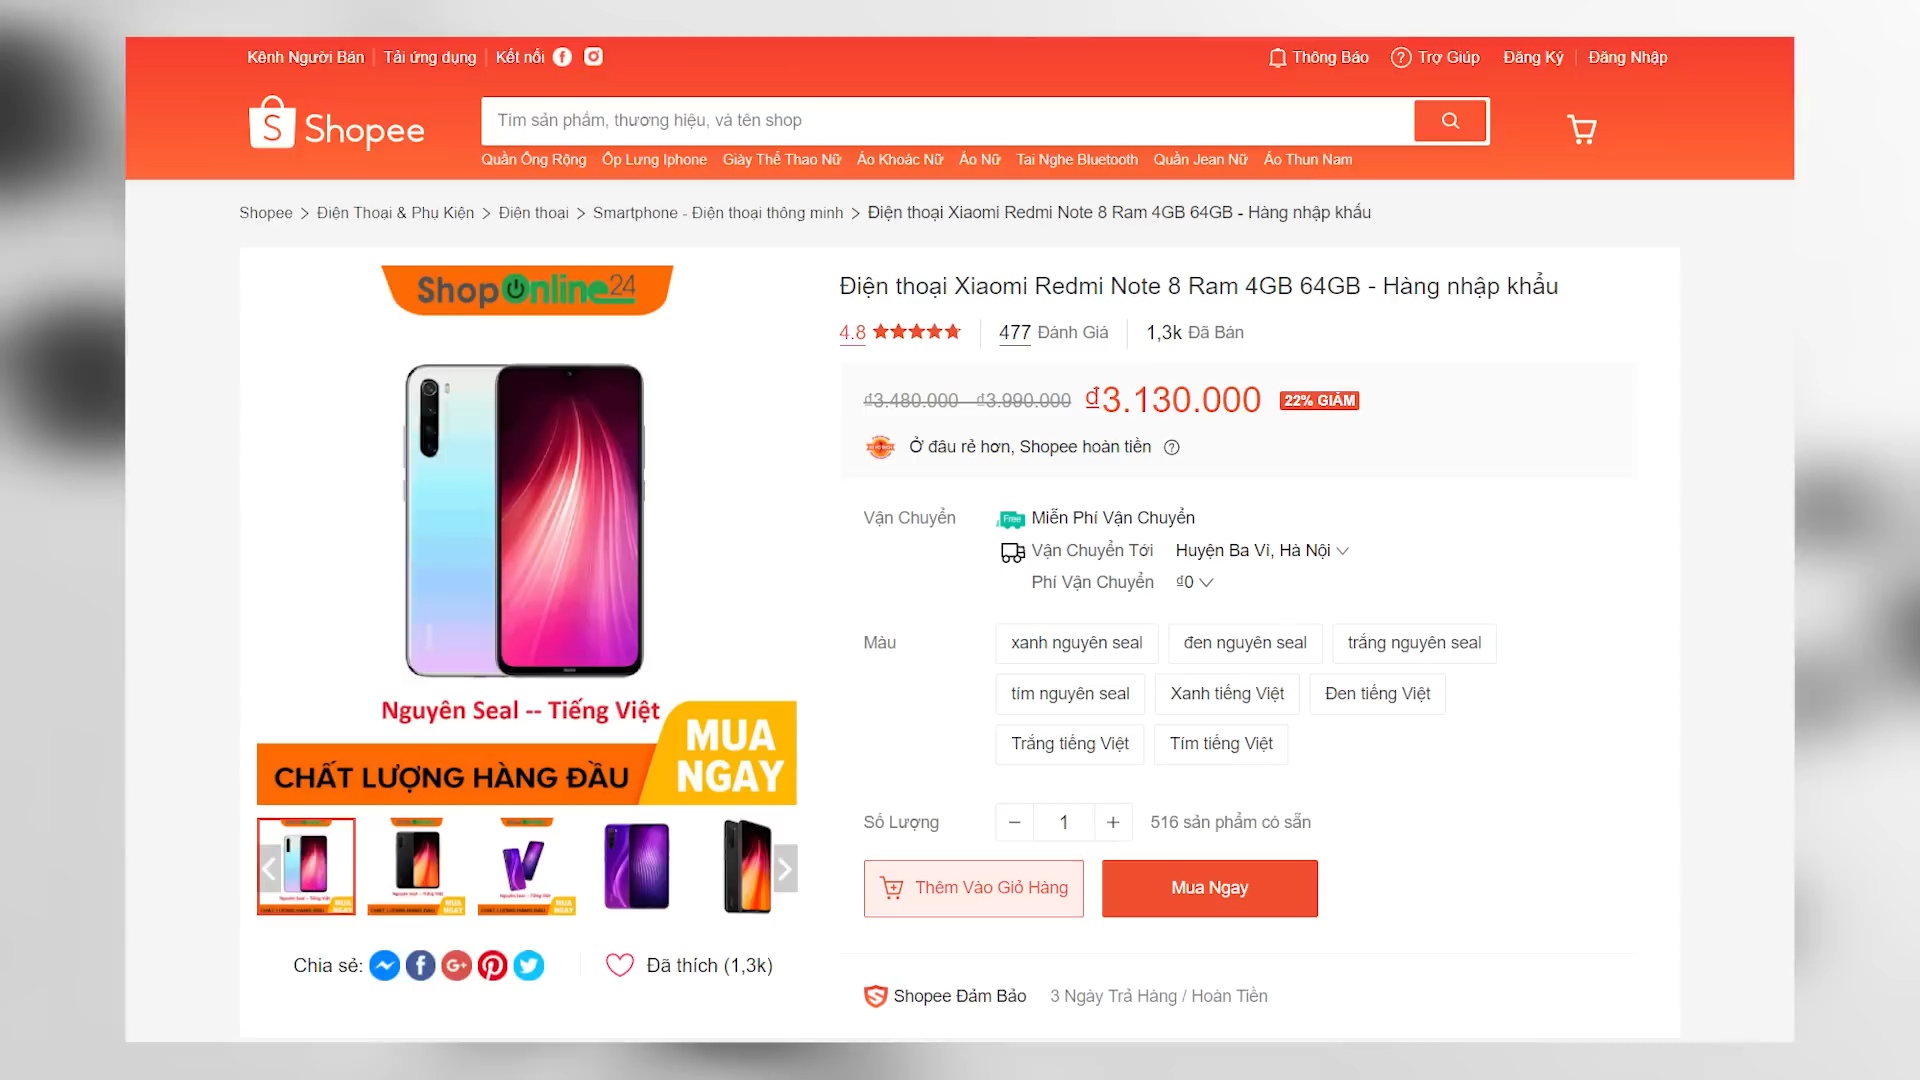 Kênh Người Bán Tải ứng dụng Kết nối
Thông Báo Trợ Giúp Đăng Ký Đăng Nhập
Shopee
Tìm sản phẩm, thương hiệu, và tên shop
Quần Ống Rộng Ốp Lưng Iphone Giày Thể Thao Nữ Áo Khoác Nữ Áo Nữ Tai Nghe Bluetooth Quần Jean Nữ Áo Thun Nam
Shopee > Điện Thoại & Phụ Kiện > Điện thoại > Smartphone - Điện thoại thông minh > Điện thoại Xiaomi Redmi Note 8 Ram 4GB 64GB - Hàng nhập khẩu
ShopOnline24
Nguyên Seal -- Tiếng Việt
MUA
NGAY
CHẤT LƯỢNG HÀNG ĐẦU
Chia sẻ:
Đã thích (1,3k)
Điện thoại Xiaomi Redmi Note 8 Ram 4GB 64GB - Hàng nhập khẩu
4.8 477 Đánh Giá 1,3k Đã Bán
₫3.480.000 - ₫3.990.000 ₫3.130.000 22% GIẢM
Ở đâu rẻ hơn, Shopee hoàn tiền
Vận Chuyển Miễn Phí Vận Chuyển
Vận Chuyển Tới Huyện Ba Vì, Hà Nội
Phí Vận Chuyển ₫0
Màu xanh nguyên seal đen nguyên seal trắng nguyên seal
tím nguyên seal Xanh tiếng Việt Đen tiếng Việt
Trắng tiếng Việt Tím tiếng Việt
Số Lượng − 1 + 516 sản phẩm có sẵn
Thêm Vào Giỏ Hàng Mua Ngay
Shopee Đảm Bảo 3 Ngày Trả Hàng / Hoàn Tiền